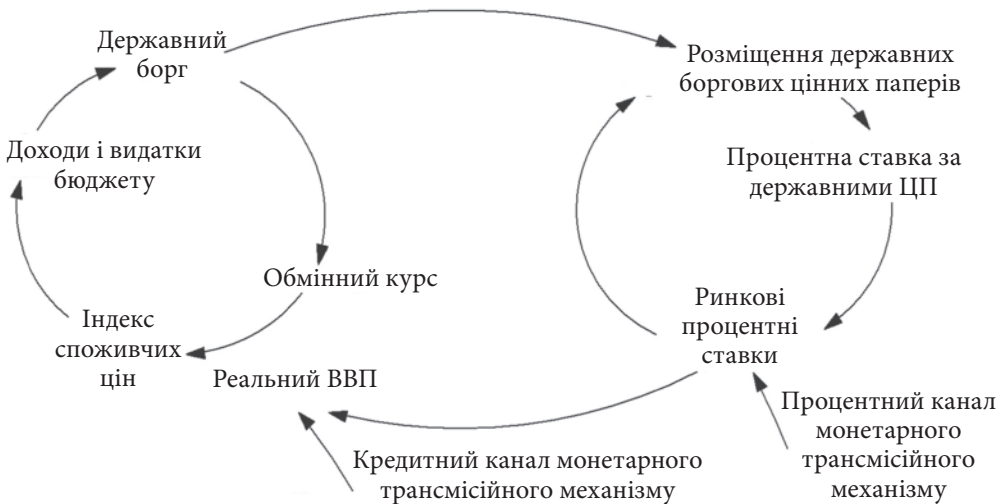 Державний
борг
Розміщення державних
боргових цінних паперів
Доходи і видатки
бюджету
Процентна ставка за
державними ЦП
Обмінний курс
Індекс
споживчих
цін
Ринкові
процентні
ставки
Реальний ВВП
Процентний канал
монетарного
трансмісійного
механізму
Кредитний канал монетарного
трансмісійного механізму